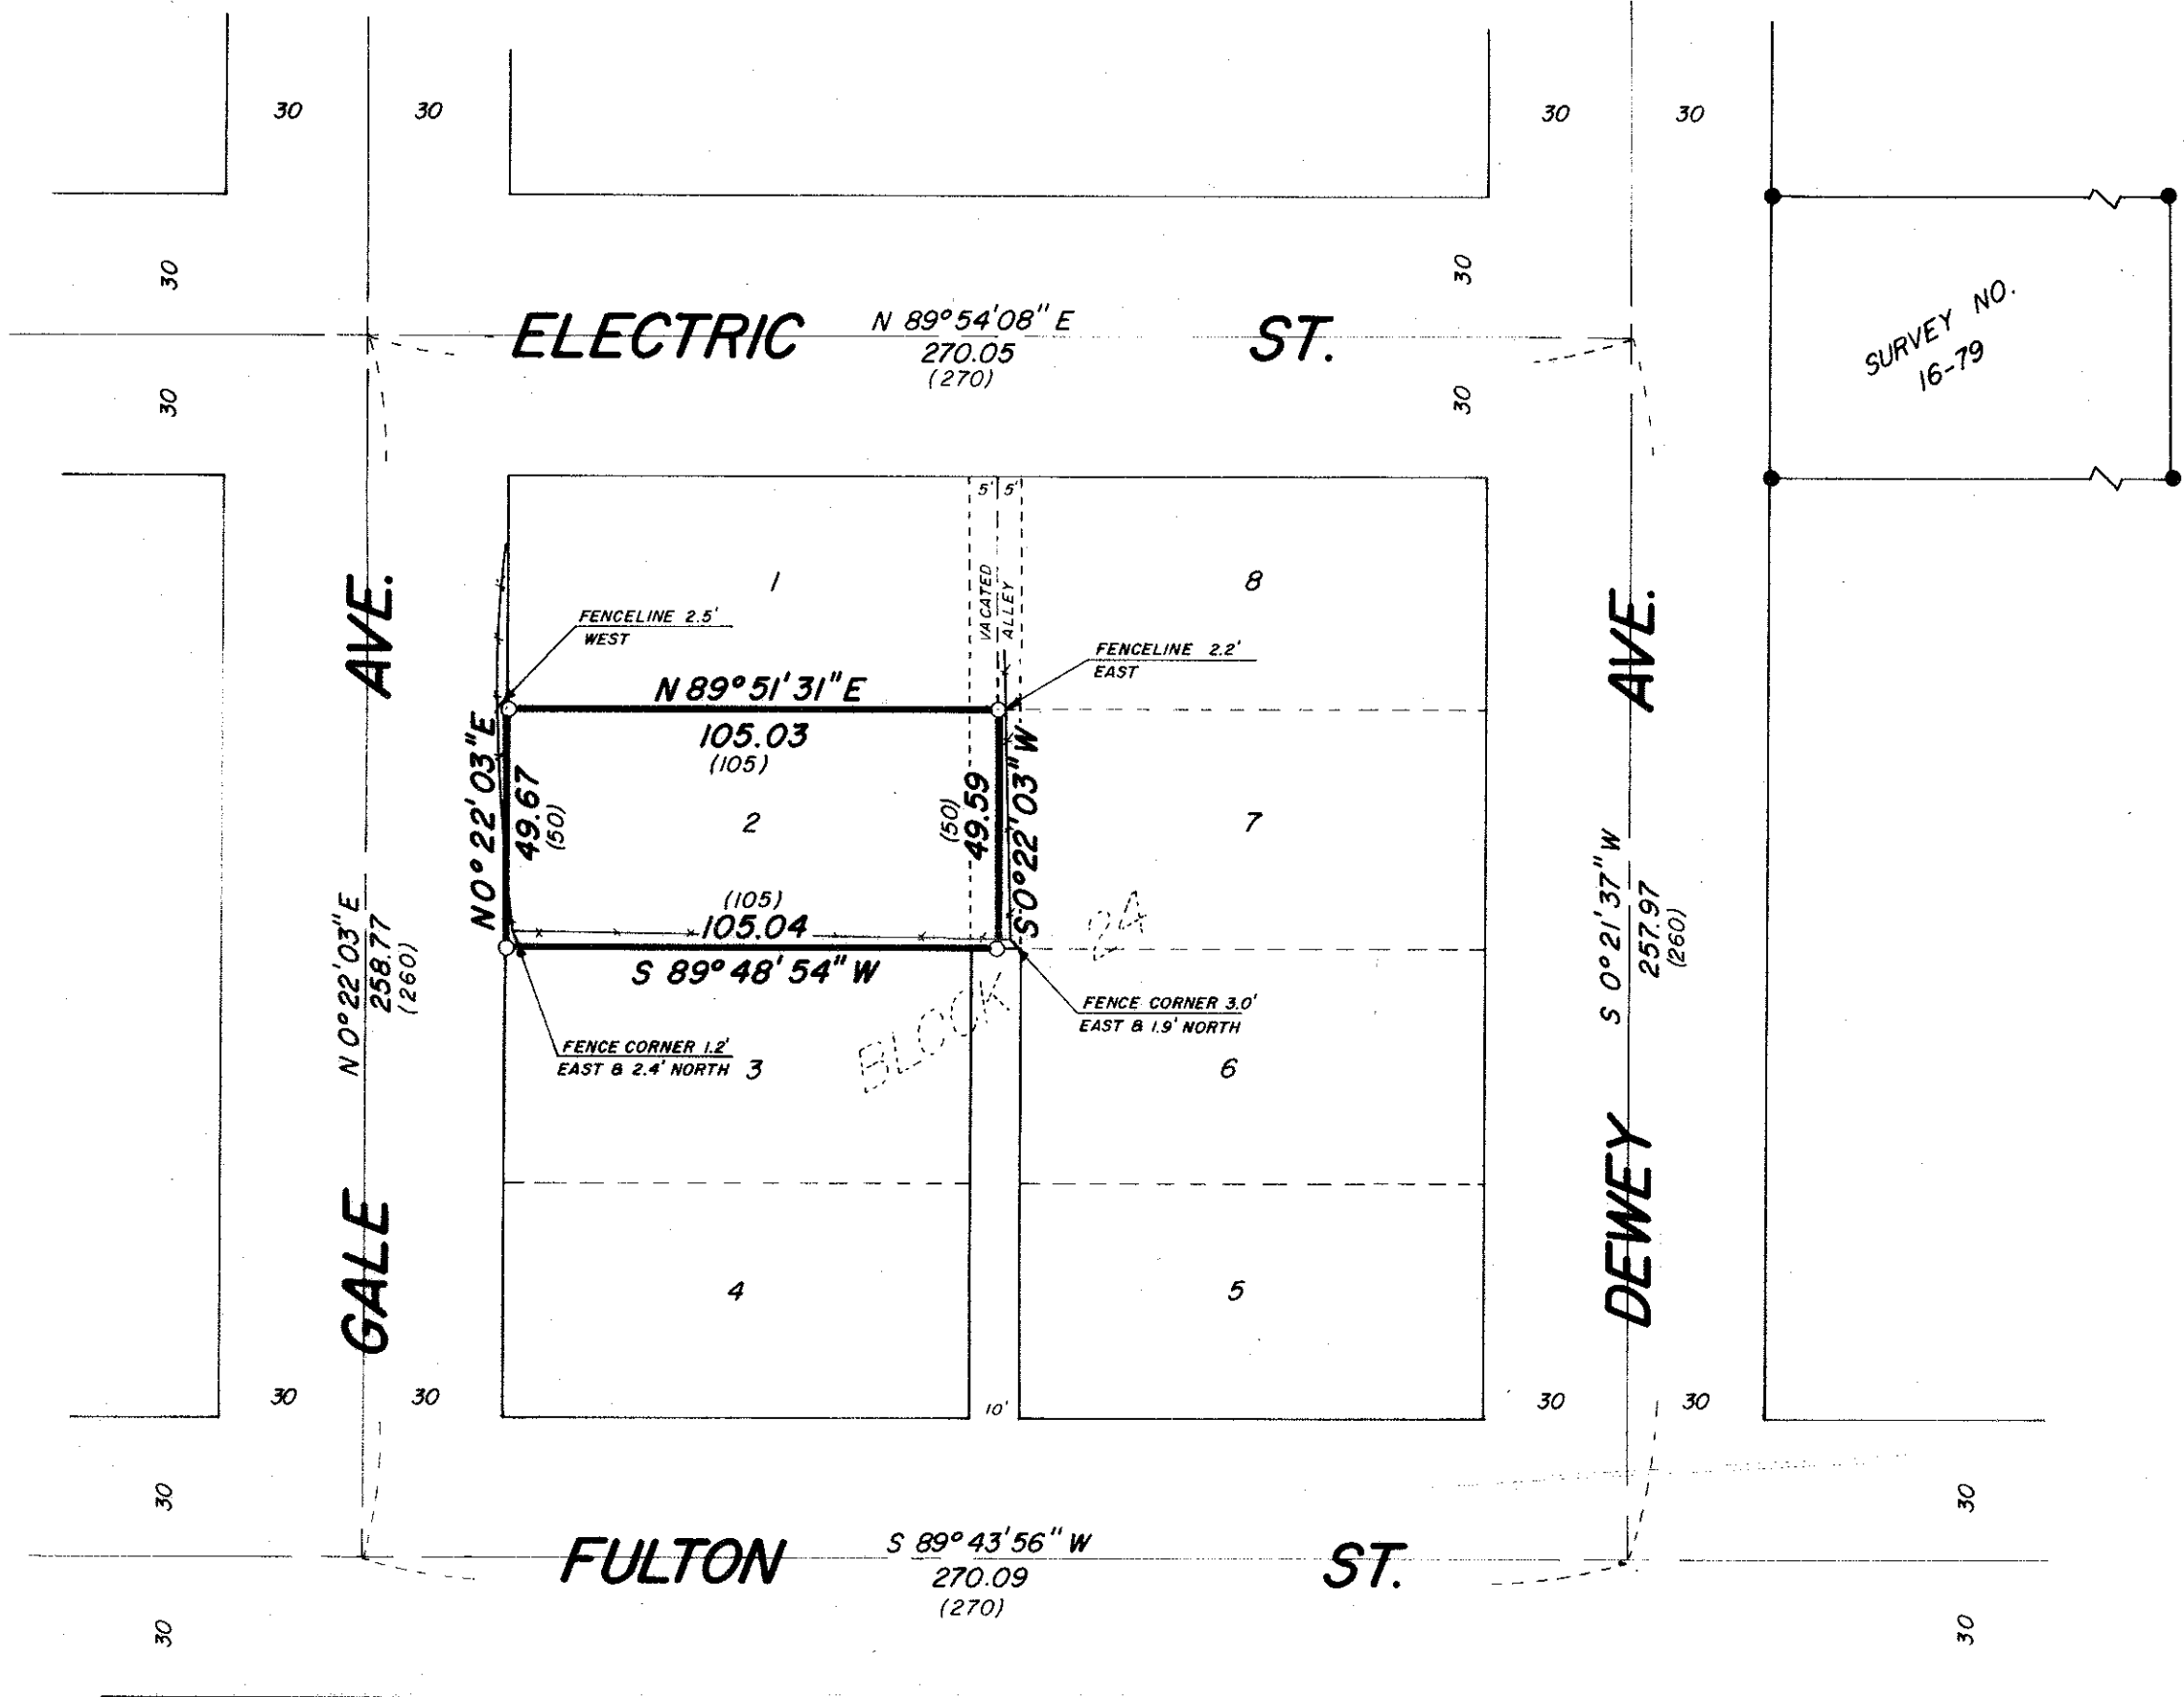 30 30 30 30
30 30
ELECTRIC ST.
N 89°54'08" E
270.05
(270)
30 30
SURVEY NO.
16-79
5' 5'
VACATED
ALLEY
1 8
GALE AVE.
DEWEY AVE.
FENCELINE 2.5'
WEST
FENCELINE 2.2'
EAST
N 89°51'31" E
105.03
(105)
N 0°22'03" E
49.67
(50)
2
(50)
49.59
S 0°22'03" W
7
(105)
105.04
S 89°48'54" W
BLOCK 24
N 0°22'03" E
258.77
(260)
S 0°21'37" W
257.97
(260)
FENCE CORNER 1.2'
EAST & 2.4' NORTH
3
FENCE CORNER 3.0'
EAST & 1.9' NORTH
6
4 5
30 30 10' 30 30
30 30
FULTON ST.
S 89°43'56" W
270.09
(270)
30 30